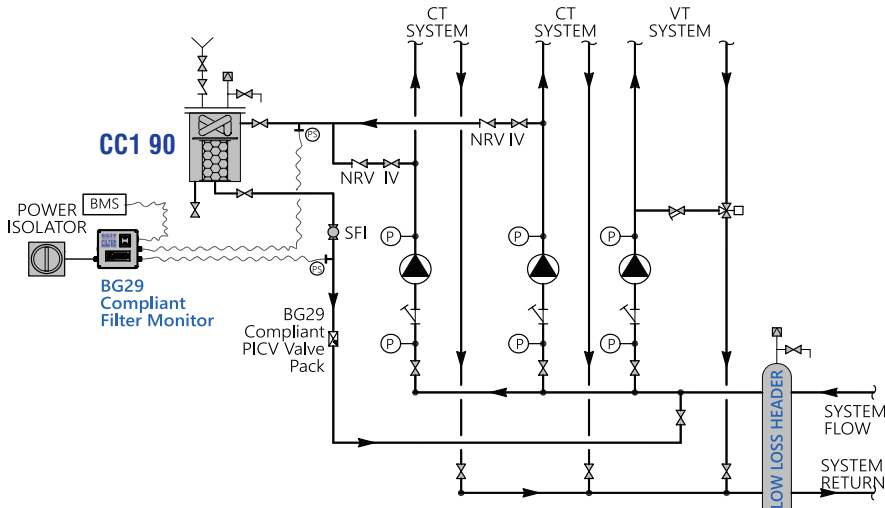 CT
SYSTEM
CT
SYSTEM
VT
SYSTEM
CC1 90
PS
NRV IV
NRV IV
BMS
POWER
ISOLATOR
SFI
PS
P
P
P
BG29
Compliant
Filter Monitor
BG29
Compliant
PICV Valve
Pack
P
P
P
SYSTEM
FLOW
LOW LOSS HEADER
SYSTEM
RETURN